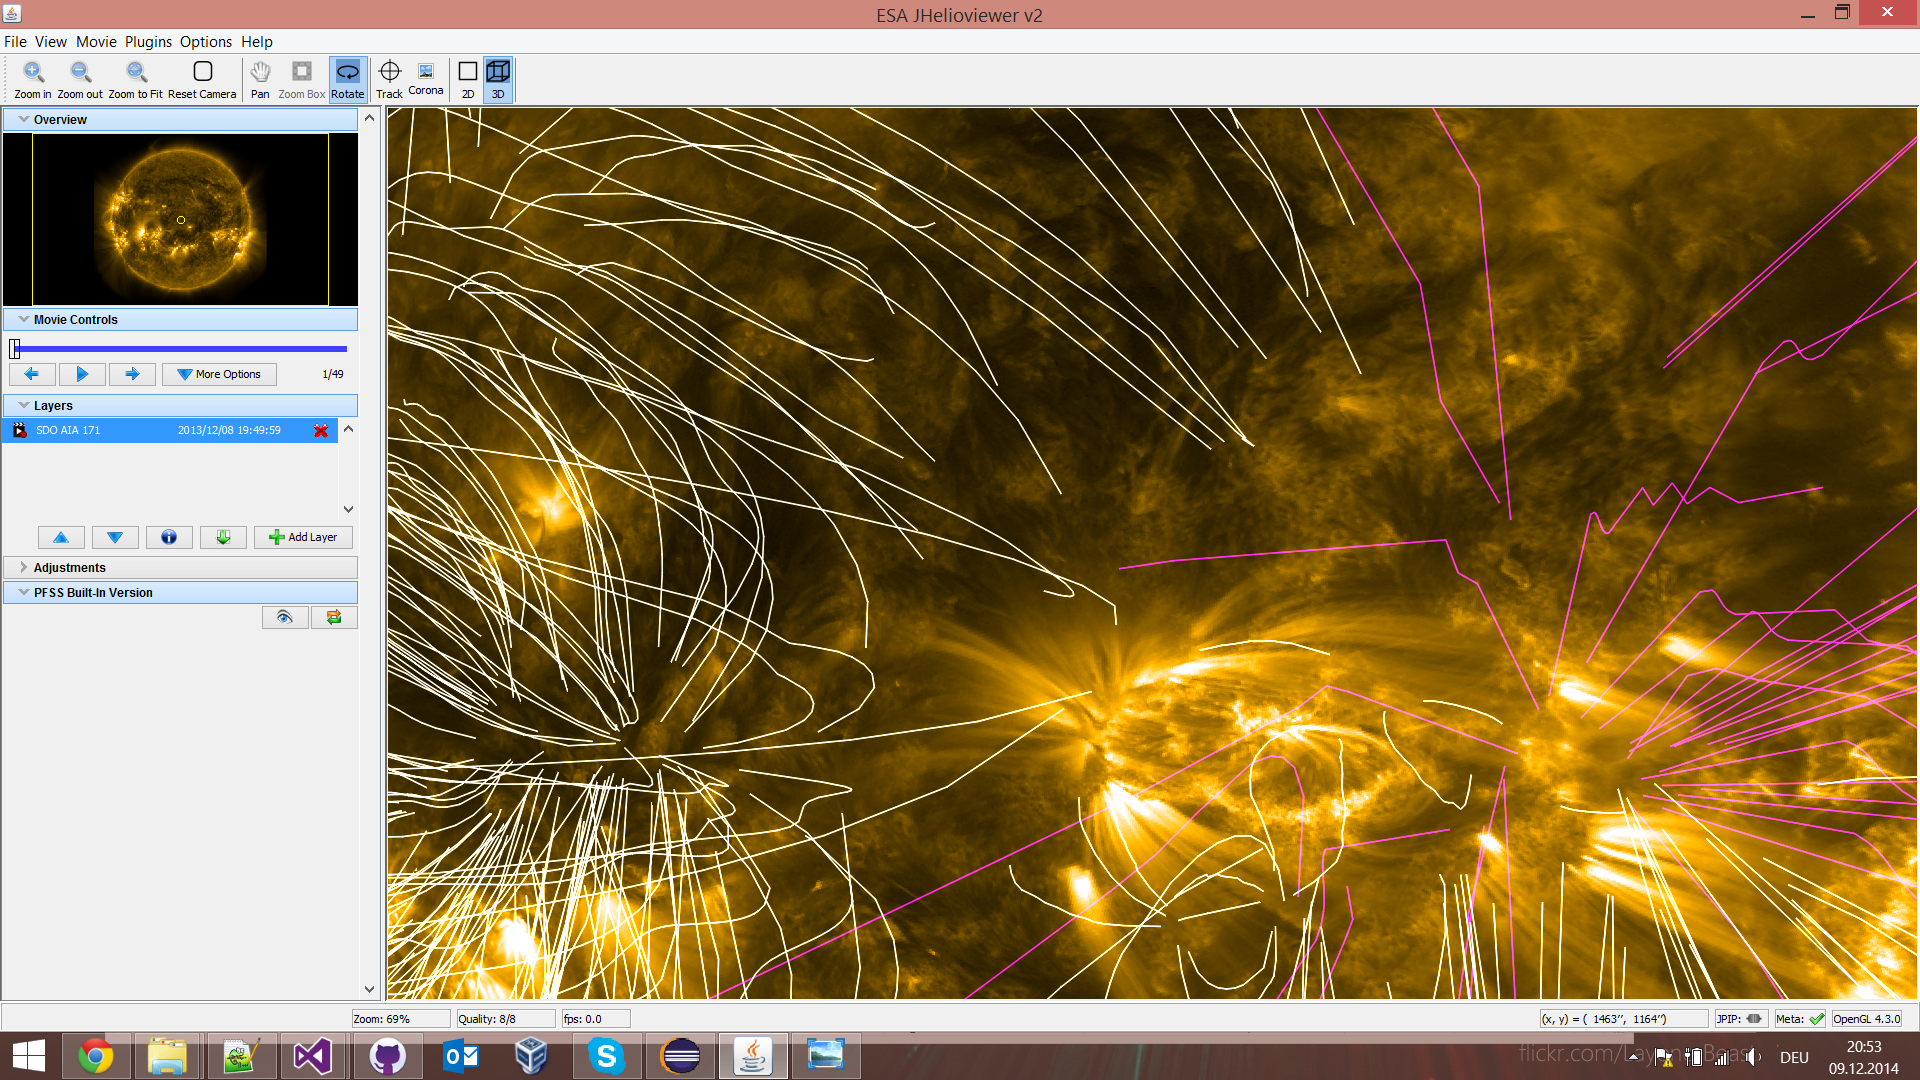 ESA JHelioviewer v2
File View Movie Plugins Options Help
Zoom in Zoom out Zoom to Fit Reset Camera Pan Zoom Box Rotate Track Corona 2D 3D
Overview
Movie Controls
More Options 1/49
Layers
SDO AIA 171 2013/12/08 19:49:59
Add Layer
Adjustments
PFSS Built-In Version
Zoom: 69% Quality: 8/8 fps: 0.0 (x, y) = ( 1463’’, 1164’’) JPIP: Meta: OpenGL 4.3.0
flickr.com/ DEU 20:53
09.12.2014